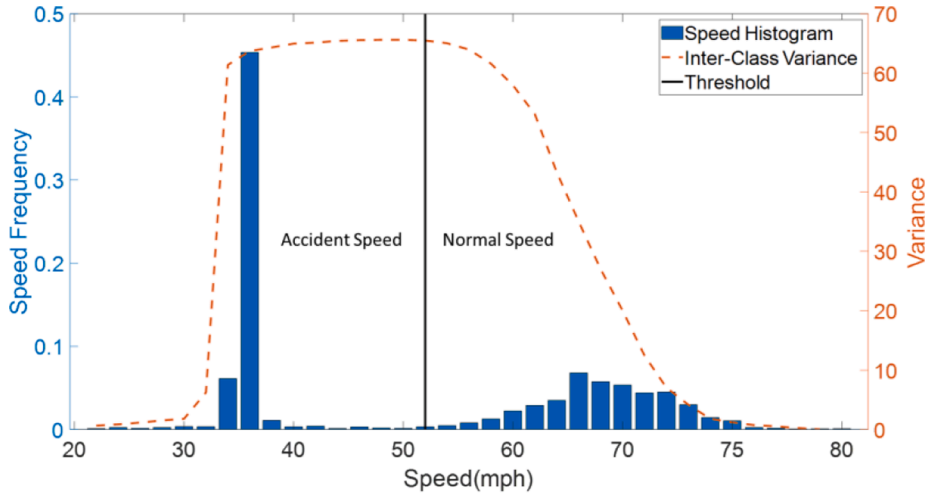 0.5
0.4
0.3
0.2
0.1
0
Speed Frequency
70
60
50
40
30
20
10
0
Variance
Speed Histogram
Inter-Class Variance
Threshold
Accident Speed
Normal Speed
20
30
40
50
60
70
75
80
Speed(mph)